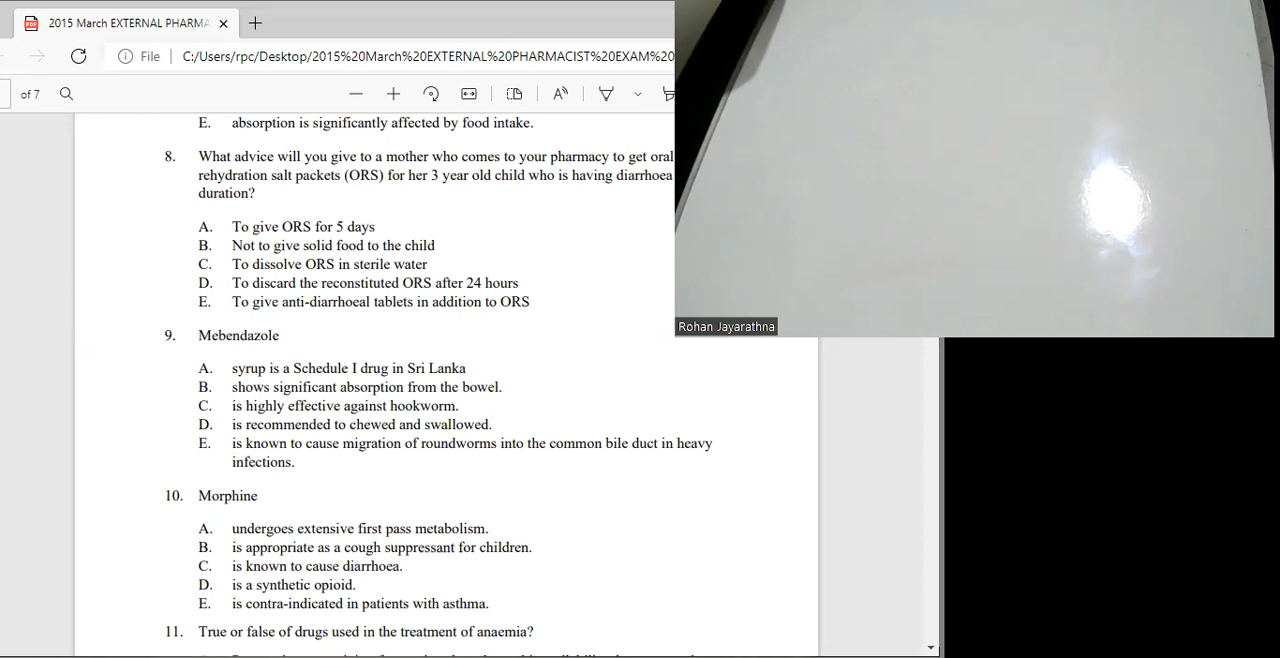 2015 March EXTERNAL PHARMA
File C:/Users/rpc/Desktop/2015%20March%20EXTERNAL%20PHARMACIST%20EXAM%20
of 7
E. absorption is significantly affected by food intake.
8. What advice will you give to a mother who comes to your pharmacy to get oral
rehydration salt packets (ORS) for her 3 year old child who is having diarrhoea
duration?
A. To give ORS for 5 days
B. Not to give solid food to the child
C. To dissolve ORS in sterile water
D. To discard the reconstituted ORS after 24 hours
E. To give anti-diarrhoeal tablets in addition to ORS
Rohan Jayarathna
9. Mebendazole
A. syrup is a Schedule I drug in Sri Lanka
B. shows significant absorption from the bowel.
C. is highly effective against hookworm.
D. is recommended to chewed and swallowed.
E. is known to cause migration of roundworms into the common bile duct in heavy
infections.
10. Morphine
A. undergoes extensive first pass metabolism.
B. is appropriate as a cough suppressant for children.
C. is known to cause diarrhoea.
D. is a synthetic opioid.
E. is contra-indicated in patients with asthma.
11. True or false of drugs used in the treatment of anaemia?